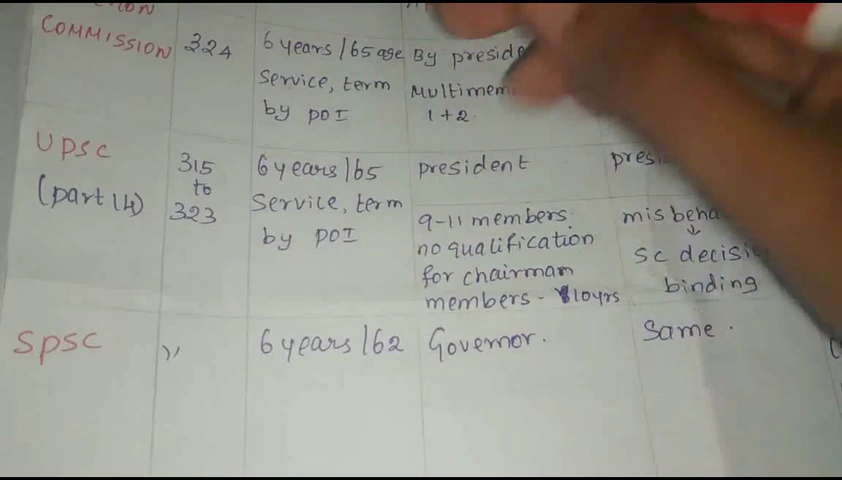 COMMISSION
324
6 years/65 age
Service, term
by POI
By preside
Multimem
1+2.
UPSC
(part 14)
315
to
323
6 years/65
Service, term
by POI
president
9-11 members.
no qualification
for chairman
members - 10yrs
presi
misbeha
↓
SC decisi
binding
SPSC
"
6 years/62
Governor.
Same.